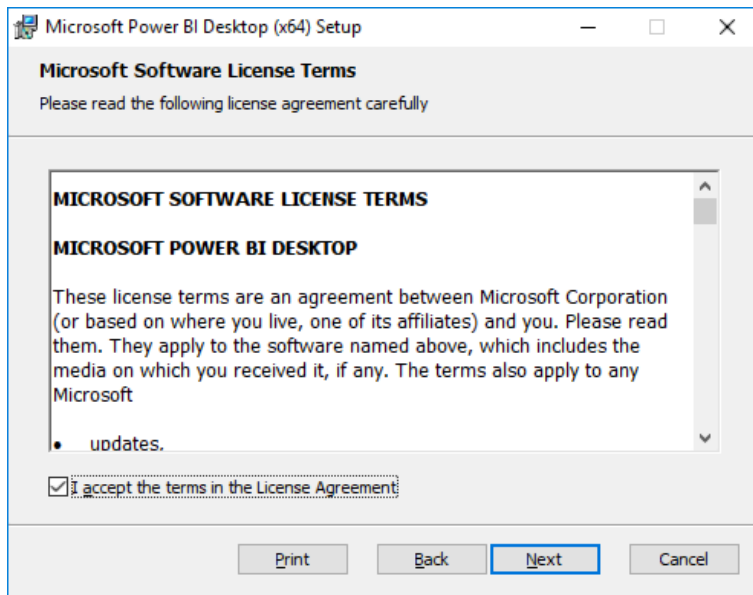 Microsoft Power BI Desktop (x64) Setup
Microsoft Software License Terms
Please read the following license agreement carefully
MICROSOFT SOFTWARE LICENSE TERMS
MICROSOFT POWER BI DESKTOP
These license terms are an agreement between Microsoft Corporation
(or based on where you live, one of its affiliates) and you. Please read
them. They apply to the software named above, which includes the
media on which you received it, if any. The terms also apply to any
Microsoft
• updates,
I accept the terms in the License Agreement
Print Back Next Cancel